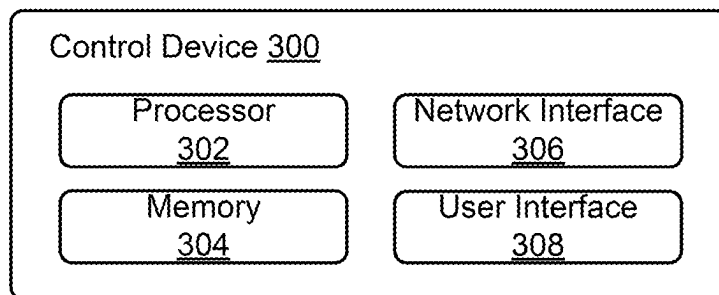 Control Device 300
Processor
302
Network Interface
306
Memory
304
User Interface
308